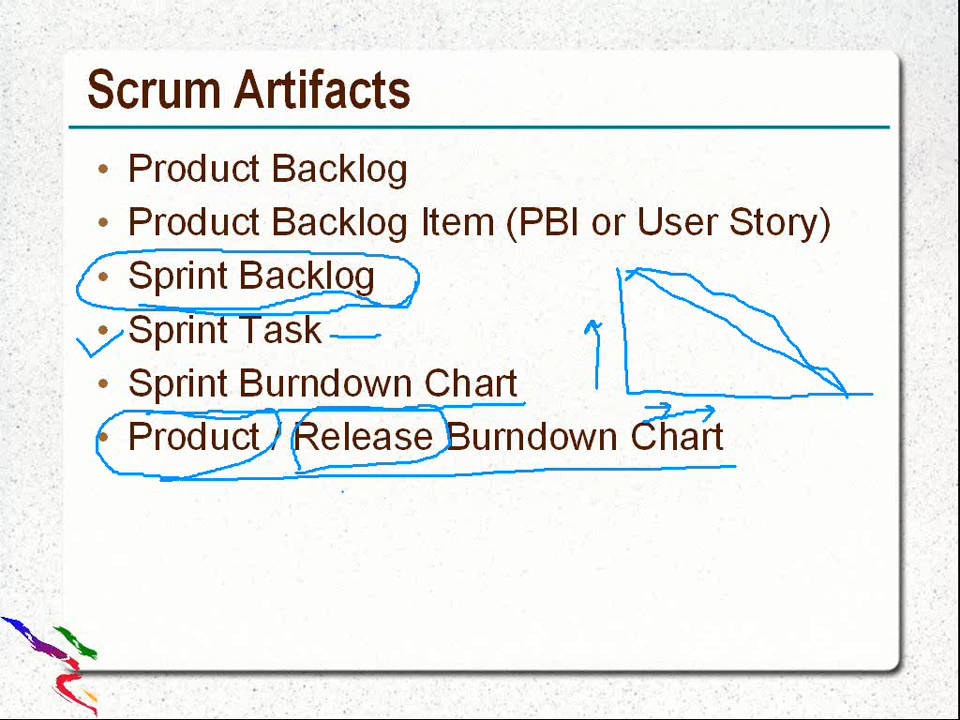 Scrum Artifacts
• Product Backlog
• Product Backlog Item (PBI or User Story)
• Sprint Backlog
• Sprint Task
• Sprint Burndown Chart
• Product / Release Burndown Chart